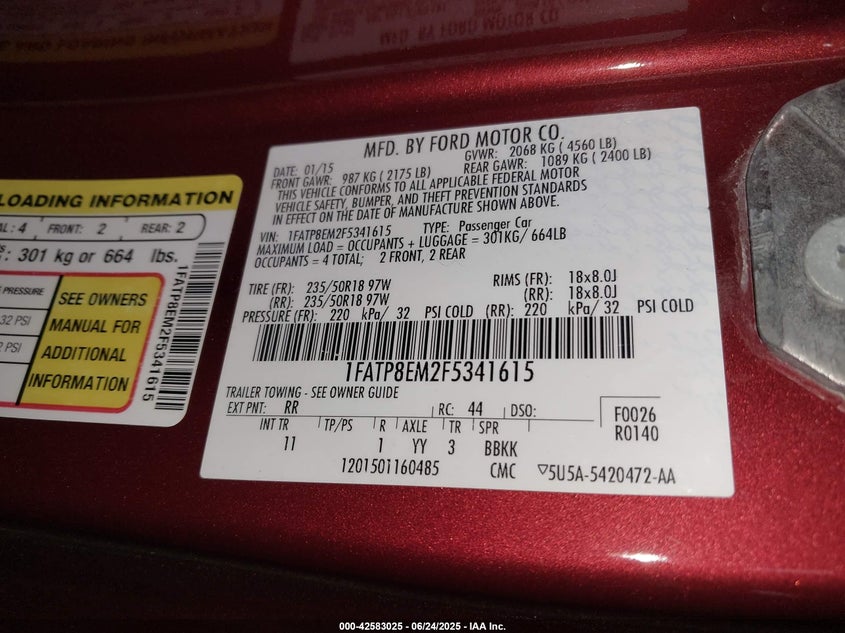 LOADING INFORMATION
FRONT: 2 REAR: 2
: 301 kg or 664 lbs.
PRESSURE
32 PSI
PSI
SEE OWNERS
MANUAL FOR
ADDITIONAL
INFORMATION
1FATP8EM2F5341615
MFD. BY FORD MOTOR CO.
DATE: 01/15 GVWR: 2068 KG ( 4560 LB)
FRONT GAWR: 987 KG ( 2175 LB) REAR GAWR: 1089 KG ( 2400 LB)
THIS VEHICLE CONFORMS TO ALL APPLICABLE FEDERAL MOTOR
VEHICLE SAFETY, BUMPER, AND THEFT PREVENTION STANDARDS
IN EFFECT ON THE DATE OF MANUFACTURE SHOWN ABOVE.
VIN: 1FATP8EM2F5341615 TYPE: Passenger Car
MAXIMUM LOAD = OCCUPANTS + LUGGAGE = 301KG/ 664LB
OCCUPANTS = 4 TOTAL; 2 FRONT, 2 REAR
TIRE (FR): 235/50R18 97W RIMS (FR): 18x8.0J
(RR): 235/50R18 97W (RR): 18x8.0J
PRESSURE (FR): 220 kPa/ 32 PSI COLD (RR): 220 kPa/ 32 PSI COLD
1FATP8EM2F5341615
TRAILER TOWING - SEE OWNER GUIDE
EXT PNT: RR RC: 44 DSO: F0026
INT TR TP/PS R AXLE TR SPR R0140
11 1 YY 3 BBKK
1201501160485 CMC 5U5A-5420472-AA
000-42583025 - 06/24/2025 - IAA Inc.